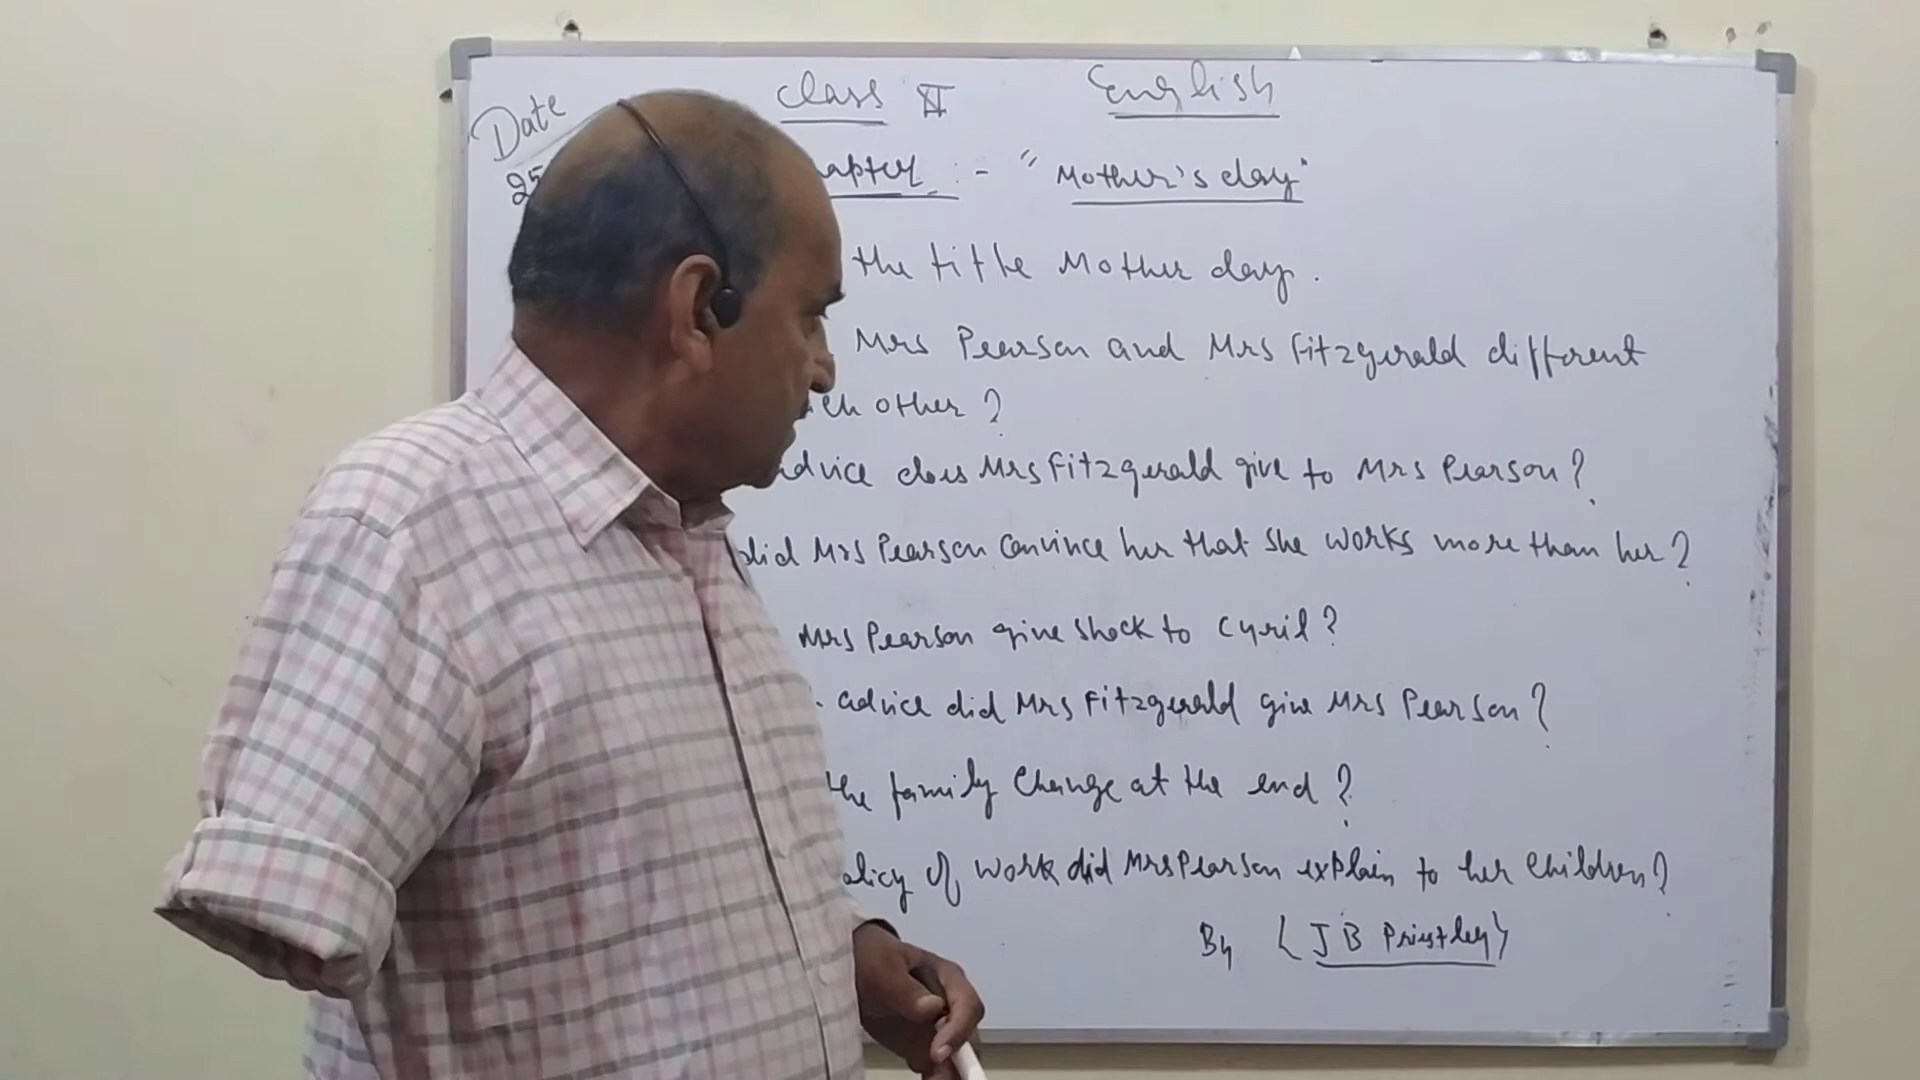 Date class XI English
25 apter :- "Mother's day"
the title Mother day.
Mrs Pearson and Mrs Fitzgerald different
ch other?
advice does Mrs Fitzgerald give to Mrs Pearson?
did Mrs Pearson convince her that she works more than her?
Mrs Pearson give shock to Cyril?
advice did Mrs Fitzgerald give Mrs Pearson?
the family change at the end?
olicy of work did Mrs Pearson explain to her children?
By { J B Priestley }